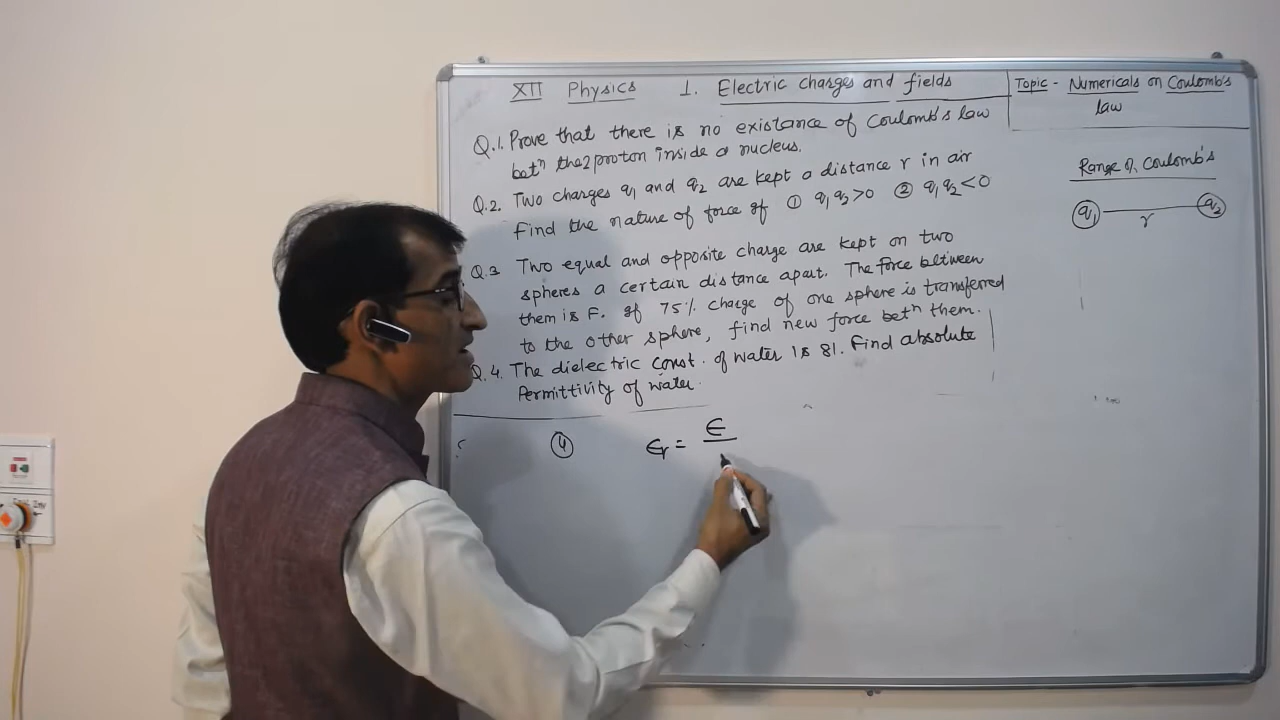 XII Physics 1. Electric charges and fields
Topic - Numericals on Coulomb's
law
Q.1. Prove that there is no existance of Coulomb's law
betn the 2 proton inside a nucleus.
Q.2. Two charges q1 and q2 are kept a distance r in air
find the nature of force if ① q1q2>0 ② q1q2<0
Q.3 Two equal and opposite charge are kept on two
spheres a certain distance apart. The force between
them is F. If 75% charge of one sphere is transferred
to the other sphere, find new force betn them.
Q.4. The dielectric const. of water is 81. Find absolute
Permittivity of water.
Range of Coulomb's
q1 q2
r
④ ϵr = ϵ